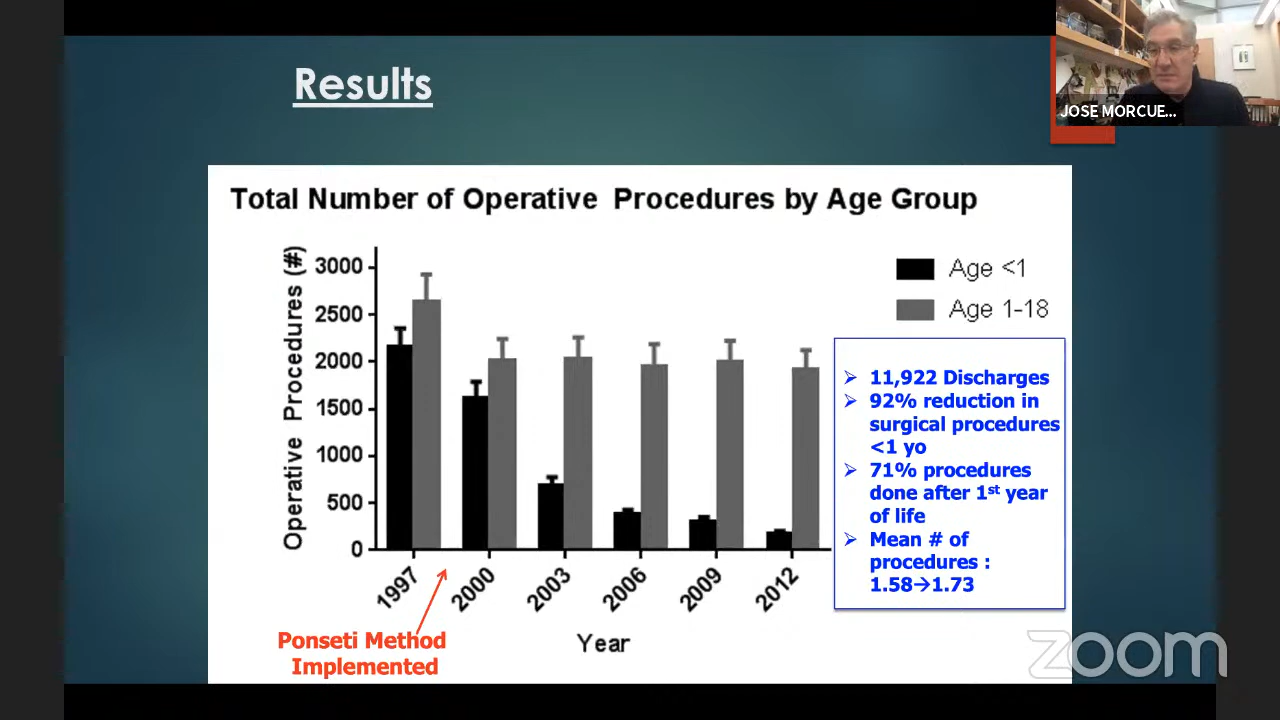 Results
JOSE MORCUE...
Total Number of Operative Procedures by Age Group
Operative Procedures (#)
3000
2500
2000
1500
1000
500
0
1997
2000
2003
2006
2009
2012
Year
Age <1
Age 1-18
➢ 11,922 Discharges
➢ 92% reduction in
surgical procedures
<1 yo
➢ 71% procedures
done after 1st year
of life
➢ Mean # of
procedures :
1.58→1.73
Ponseti Method
Implemented
zoom